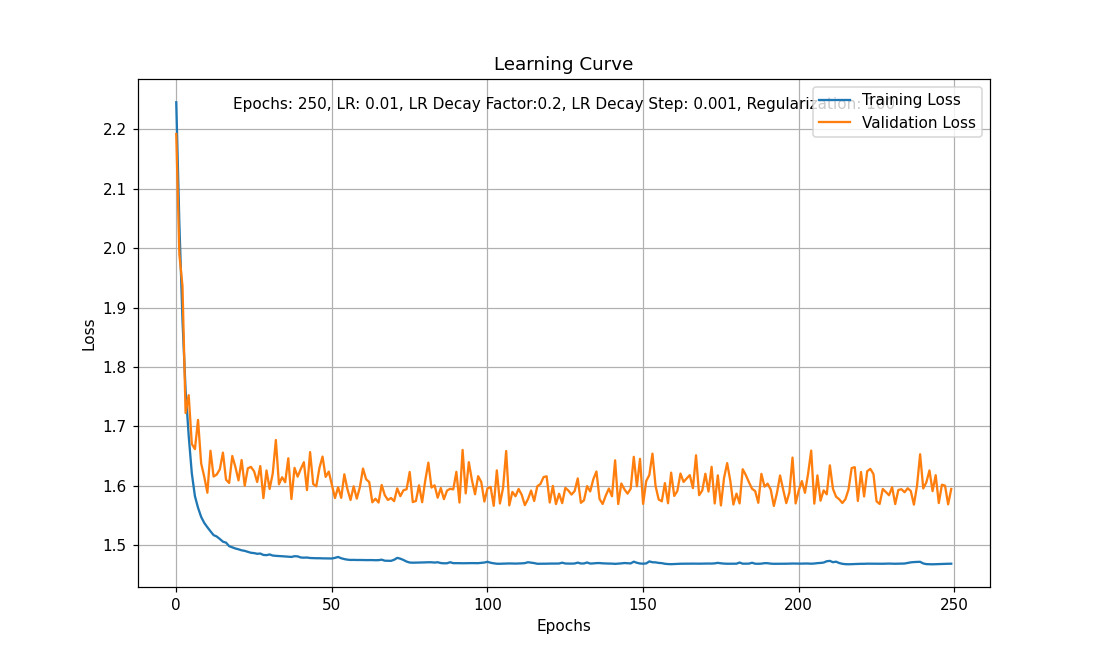 Learning Curve
Epochs: 250, LR: 0.01, LR Decay Factor:0.2, LR Decay Step: 0.001, Regularization: 100
Training Loss
Validation Loss
2.2
2.1
2.0
1.9
1.8
1.7
1.6
1.5
Loss
0 50 100 150 200 250
Epochs